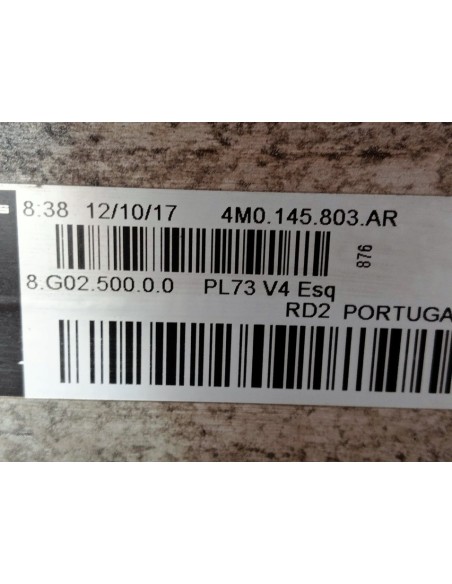 8:38 12/10/17 4M0.145.803.AR
876
8.G02.500.0.0 PL73 V4 Esq
RD2 PORTUGA